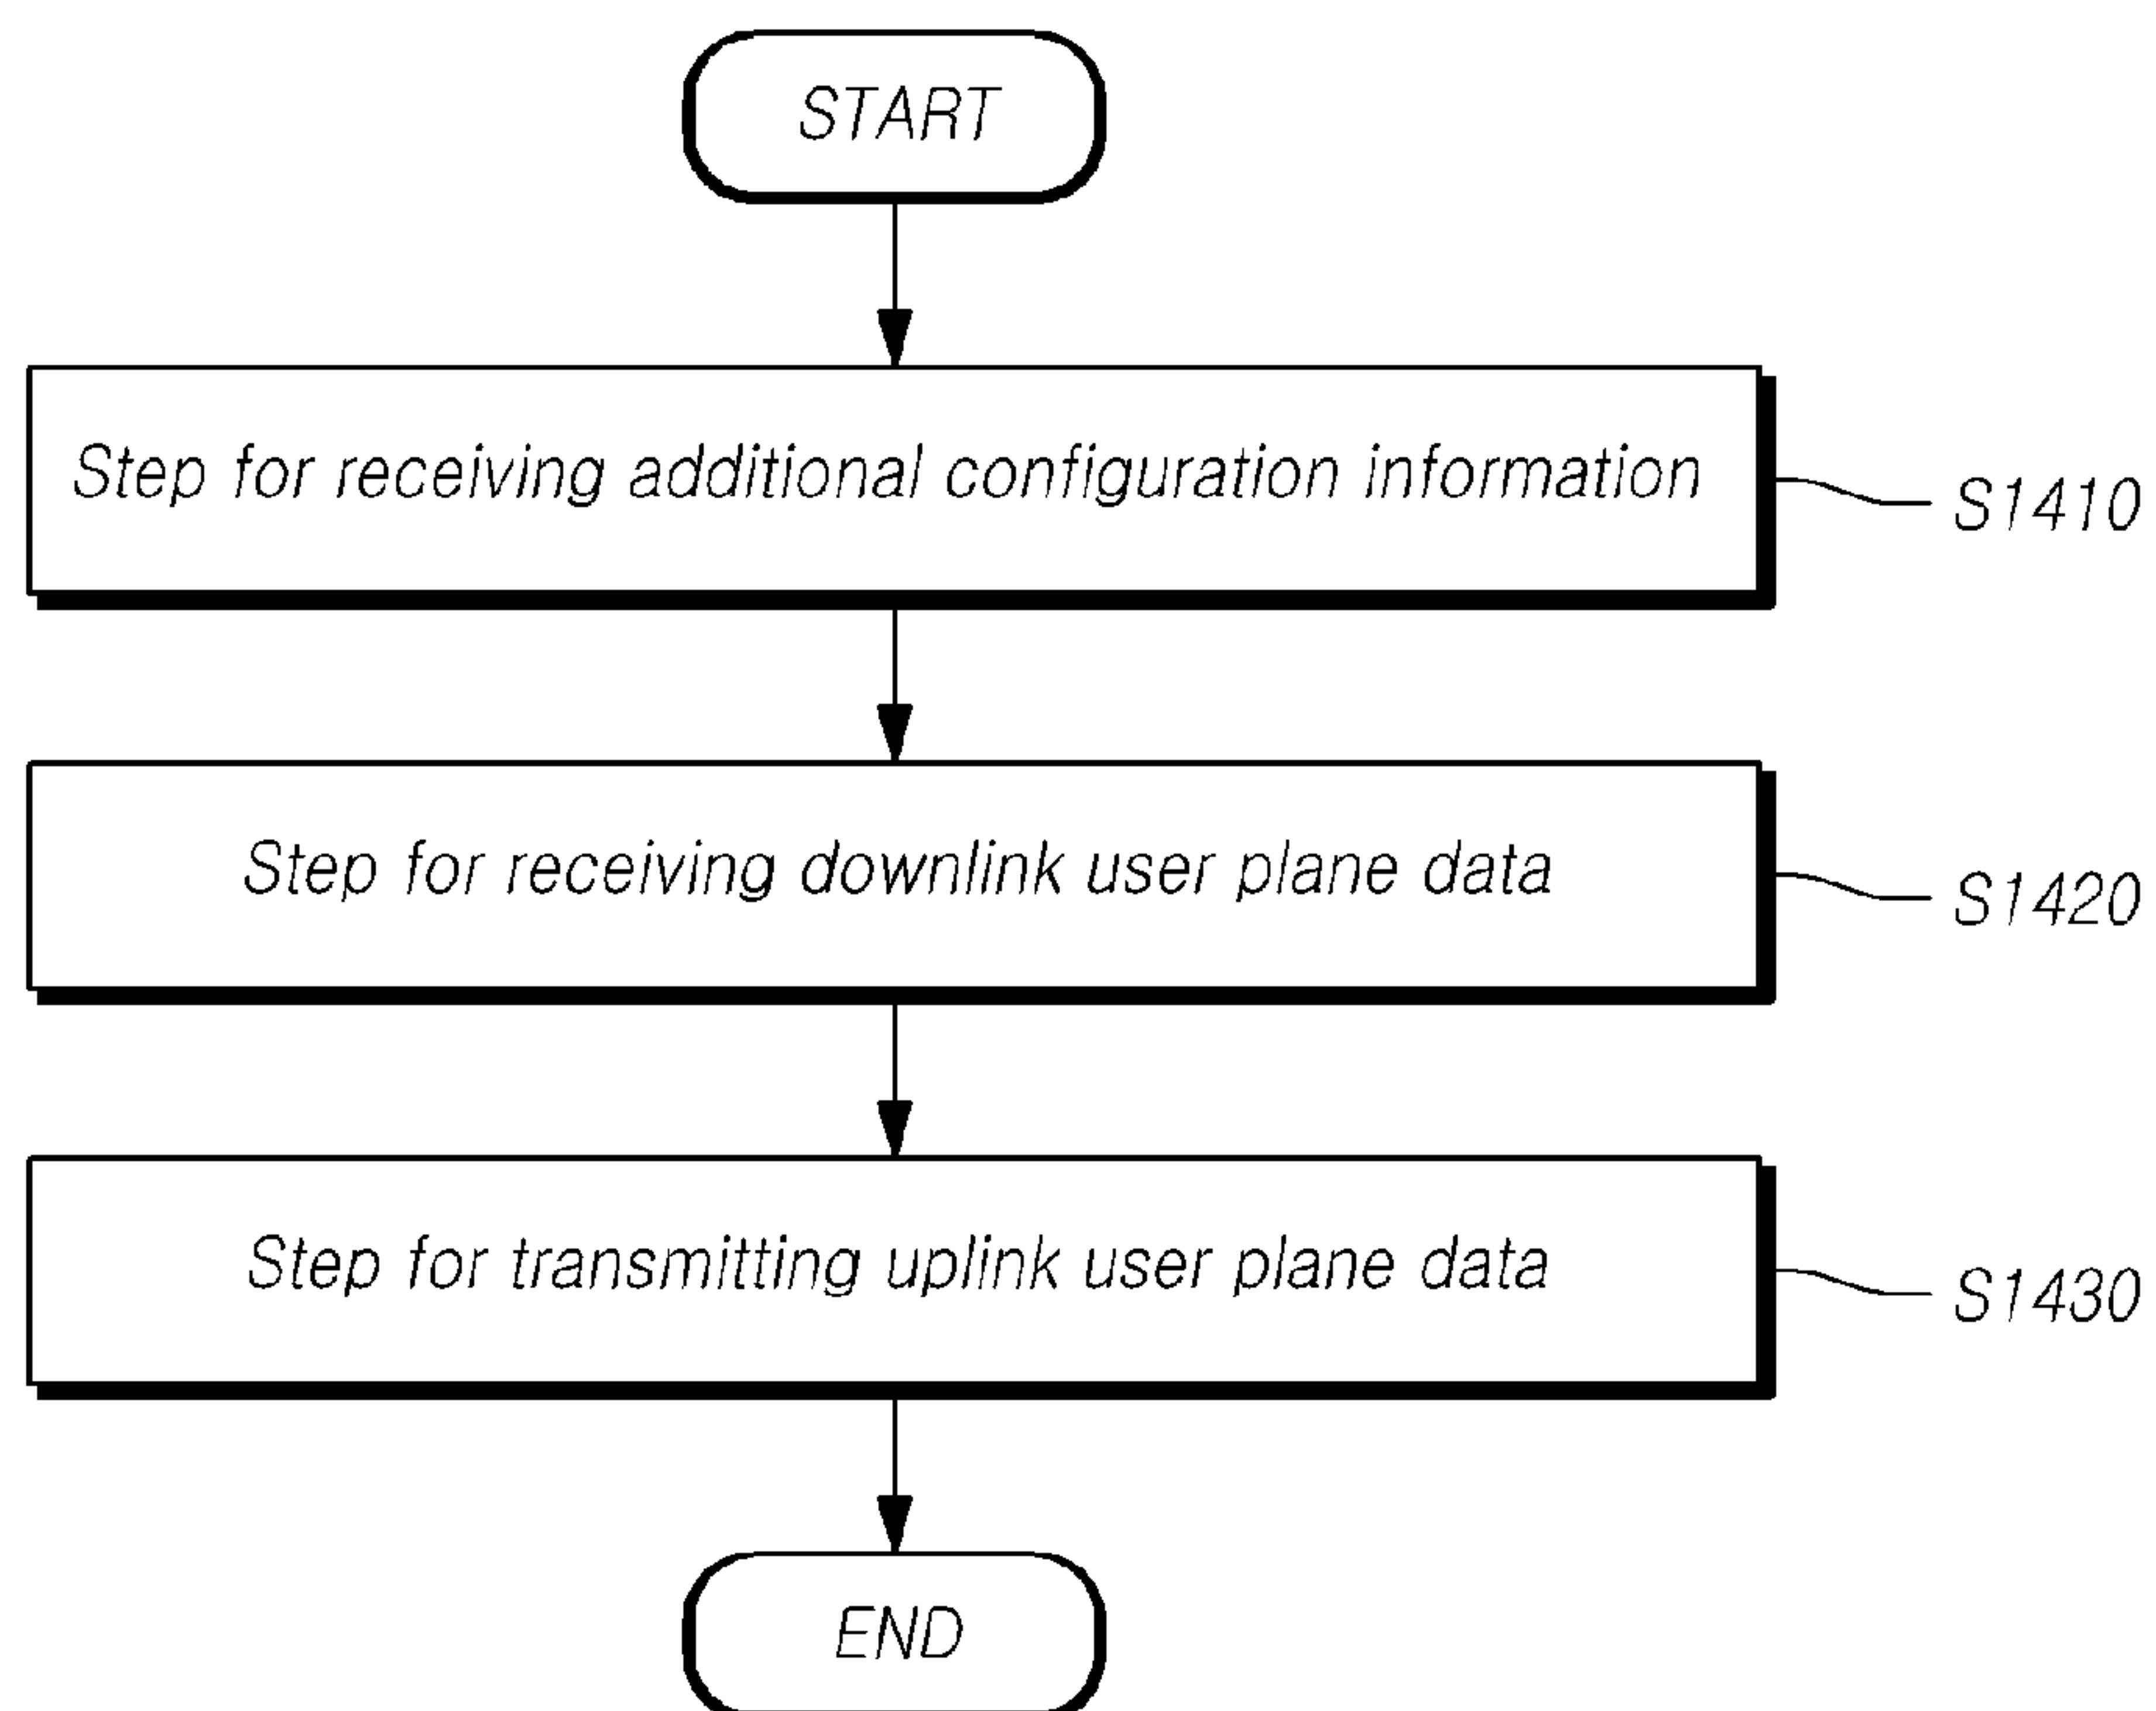 START
Step for receiving additional configuration information
S1410
Step for receiving downlink user plane data
S1420
Step for transmitting uplink user plane data
S1430
END